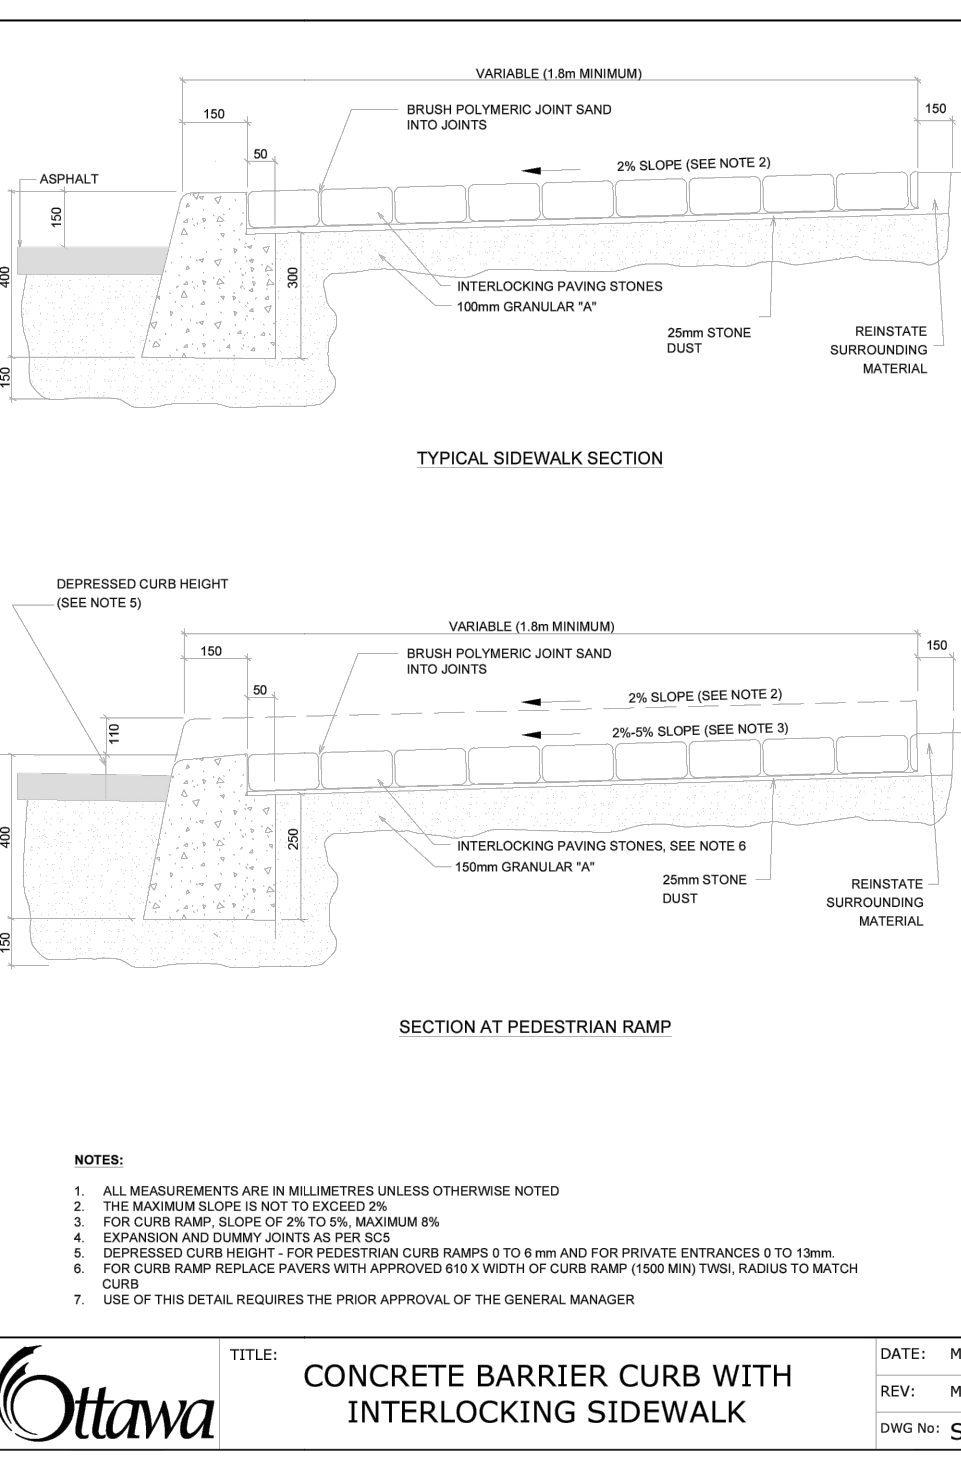 VARIABLE (1.8m MINIMUM)
150
BRUSH POLYMERIC JOINT SAND
INTO JOINTS
150
50
2% SLOPE (SEE NOTE 2)
ASPHALT
150
400
300
INTERLOCKING PAVING STONES
100mm GRANULAR "A"
25mm STONE
DUST
REINSTATE
SURROUNDING
MATERIAL
150
TYPICAL SIDEWALK SECTION
DEPRESSED CURB HEIGHT
(SEE NOTE 5)
VARIABLE (1.8m MINIMUM)
150
BRUSH POLYMERIC JOINT SAND
INTO JOINTS
150
50
2% SLOPE (SEE NOTE 2)
110
2%-5% SLOPE (SEE NOTE 3)
400
250
INTERLOCKING PAVING STONES, SEE NOTE 6
150mm GRANULAR "A"
25mm STONE
DUST
REINSTATE
SURROUNDING
MATERIAL
150
SECTION AT PEDESTRIAN RAMP
NOTES:
1. ALL MEASUREMENTS ARE IN MILLIMETRES UNLESS OTHERWISE NOTED
2. THE MAXIMUM SLOPE IS NOT TO EXCEED 2%
3. FOR CURB RAMP, SLOPE OF 2% TO 5%, MAXIMUM 8%
4. EXPANSION AND DUMMY JOINTS AS PER SC5
5. DEPRESSED CURB HEIGHT - FOR PEDESTRIAN CURB RAMPS 0 TO 6 mm AND FOR PRIVATE ENTRANCES 0 TO 13mm.
6. FOR CURB RAMP REPLACE PAVERS WITH APPROVED 610 X WIDTH OF CURB RAMP (1500 MIN) TWSI, RADIUS TO MATCH
CURB
7. USE OF THIS DETAIL REQUIRES THE PRIOR APPROVAL OF THE GENERAL MANAGER
Ottawa
TITLE:
CONCRETE BARRIER CURB WITH
INTERLOCKING SIDEWALK
DATE: M
REV: M
DWG No: S